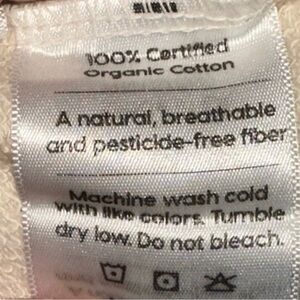 100% Certified
Organic Cotton
A natural, breathable
and pesticide-free fiber
Machine wash cold
with like colors. Tumble
dry low. Do not bleach.